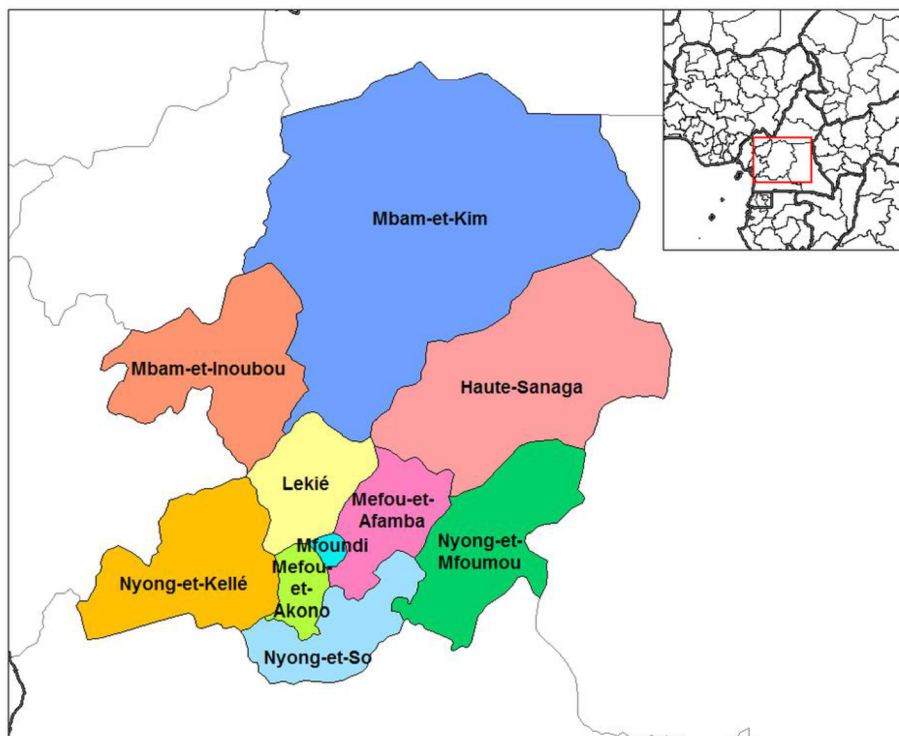 Mbam-et-Kim
Mbam-et-Inoubou
Haute-Sanaga
Lekié
Mefou-et-
Afamba
Mfoundi
Nyong-et-
Mfoumou
Mefou-
et-
Akono
Nyong-et-Kellé
Nyong-et-So